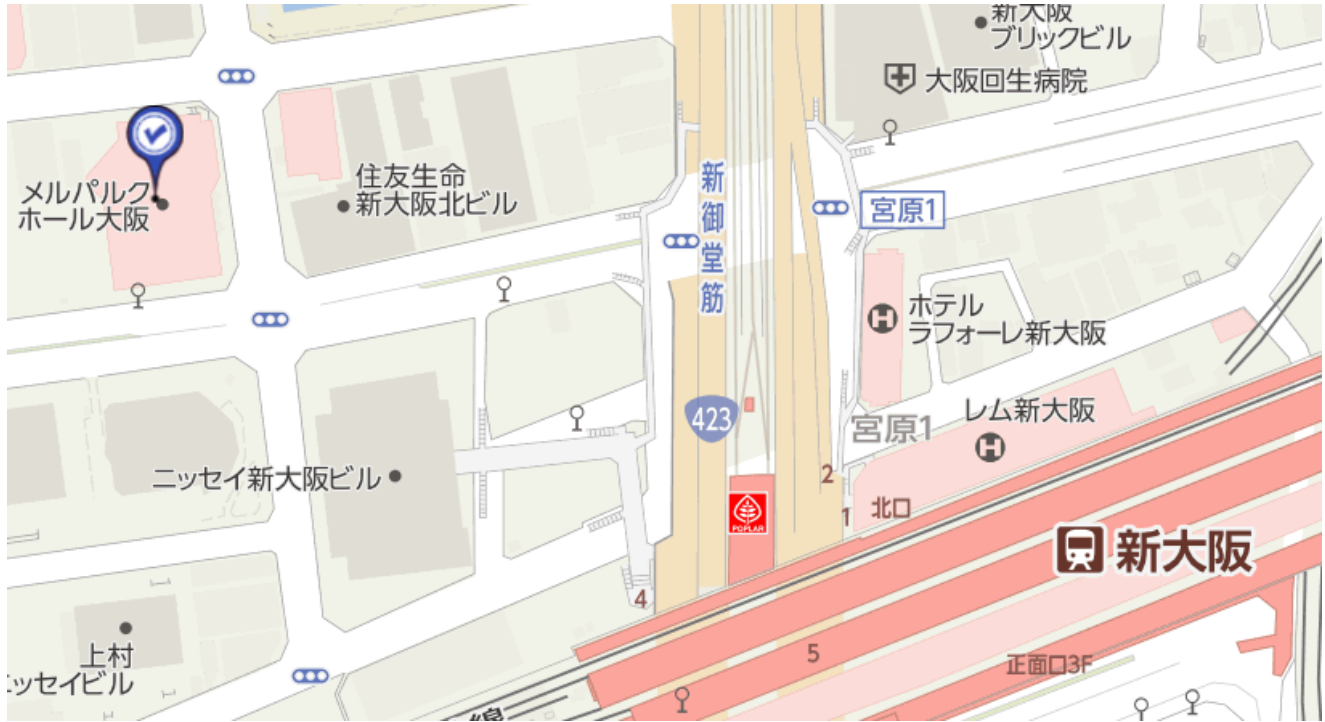 新大阪
ブリックビル
大阪回生病院
メルパルク
ホール大阪
住友生命
新大阪北ビル
新御堂筋
宮原1
ホテル
ラフォーレ新大阪
423
宮原1
レム新大阪
ニッセイ新大阪ビル
2
POPLAR
1
北口
新大阪
4
上村
ニッセイビル
5
正面口3F
線